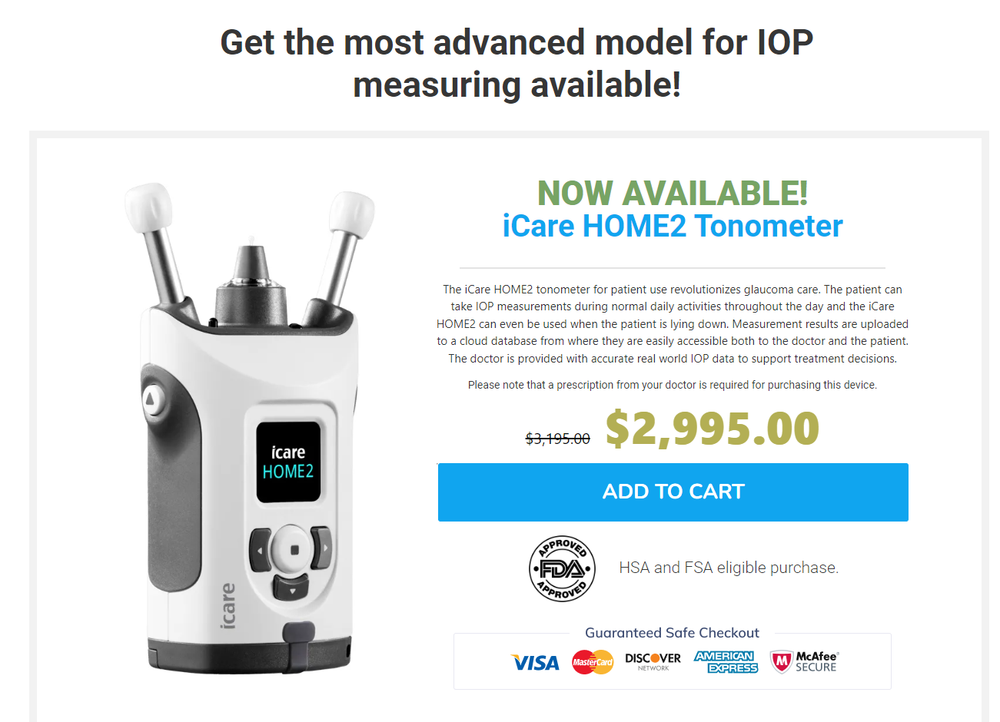 Get the most advanced model for IOP
measuring available!
NOW AVAILABLE!
iCare HOME2 Tonometer
The iCare HOME2 tonometer for patient use revolutionizes glaucoma care. The patient can
take IOP measurements during normal daily activities throughout the day and the iCare
HOME2 can even be used when the patient is lying down. Measurement results are uploaded
to a cloud database from where they are easily accessible both to the doctor and the patient.
The doctor is provided with accurate real world IOP data to support treatment decisions.
Please note that a prescription from your doctor is required for purchasing this device.
$3,195.00 $2,995.00
ADD TO CART
APPROVED
FDA
APPROVED
HSA and FSA eligible purchase.
Guaranteed Safe Checkout
VISA
MasterCard
DISCOVER
NETWORK
AMERICAN
EXPRESS
M
McAfee
SECURE
icare
HOME2
icare